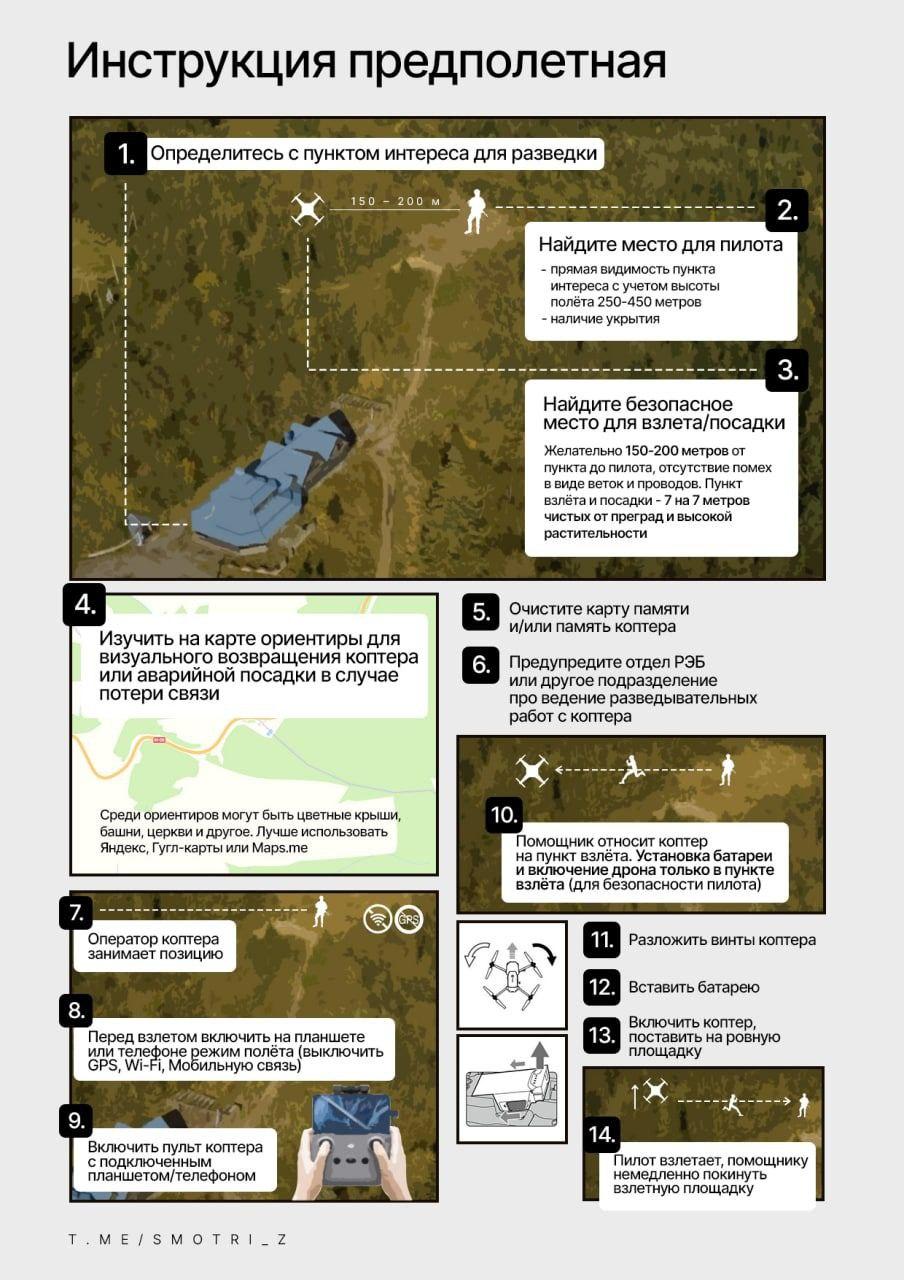 Инструкция предполетная
1.
Определитесь с пунктом интереса для разведки
150 – 200 м
2.
Найдите место для пилота
- прямая видимость пункта
интереса с учетом высоты
полёта 250-450 метров
- наличие укрытия
3.
Найдите безопасное
место для взлета/посадки
Желательно 150-200 метров от
пункта до пилота, отсутствие помех
в виде веток и проводов. Пункт
взлёта и посадки - 7 на 7 метров
чистых от преград и высокой
растительности
4.
Изучить на карте ориентиры для
визуального возвращения коптера
или аварийной посадки в случае
потери связи
Среди ориентиров могут быть цветные крыши,
башни, церкви и другое. Лучше использовать
Яндекс, Гугл-карты или Maps.me
5.
Очистите карту памяти
и/или память коптера
6.
Предупредите отдел РЭБ
или другое подразделение
про ведение разведывательных
работ с коптера
7.
Оператор коптера
занимает позицию
GPS
8.
Перед взлетом включить на планшете
или телефоне режим полёта (выключить
GPS, Wi-Fi, Мобильную связь)
9.
Включить пульт коптера
с подключенным
планшетом/телефоном
10.
Помощник относит коптер
на пункт взлёта. Установка батареи
и включение дрона только в пункте
взлёта (для безопасности пилота)
11.
Разложить винты коптера
12.
Вставить батарею
13.
Включить коптер,
поставить на ровную
площадку
14.
Пилот взлетает, помощнику
немедленно покинуть
взлетную площадку
T.ME/SMOTRI_Z